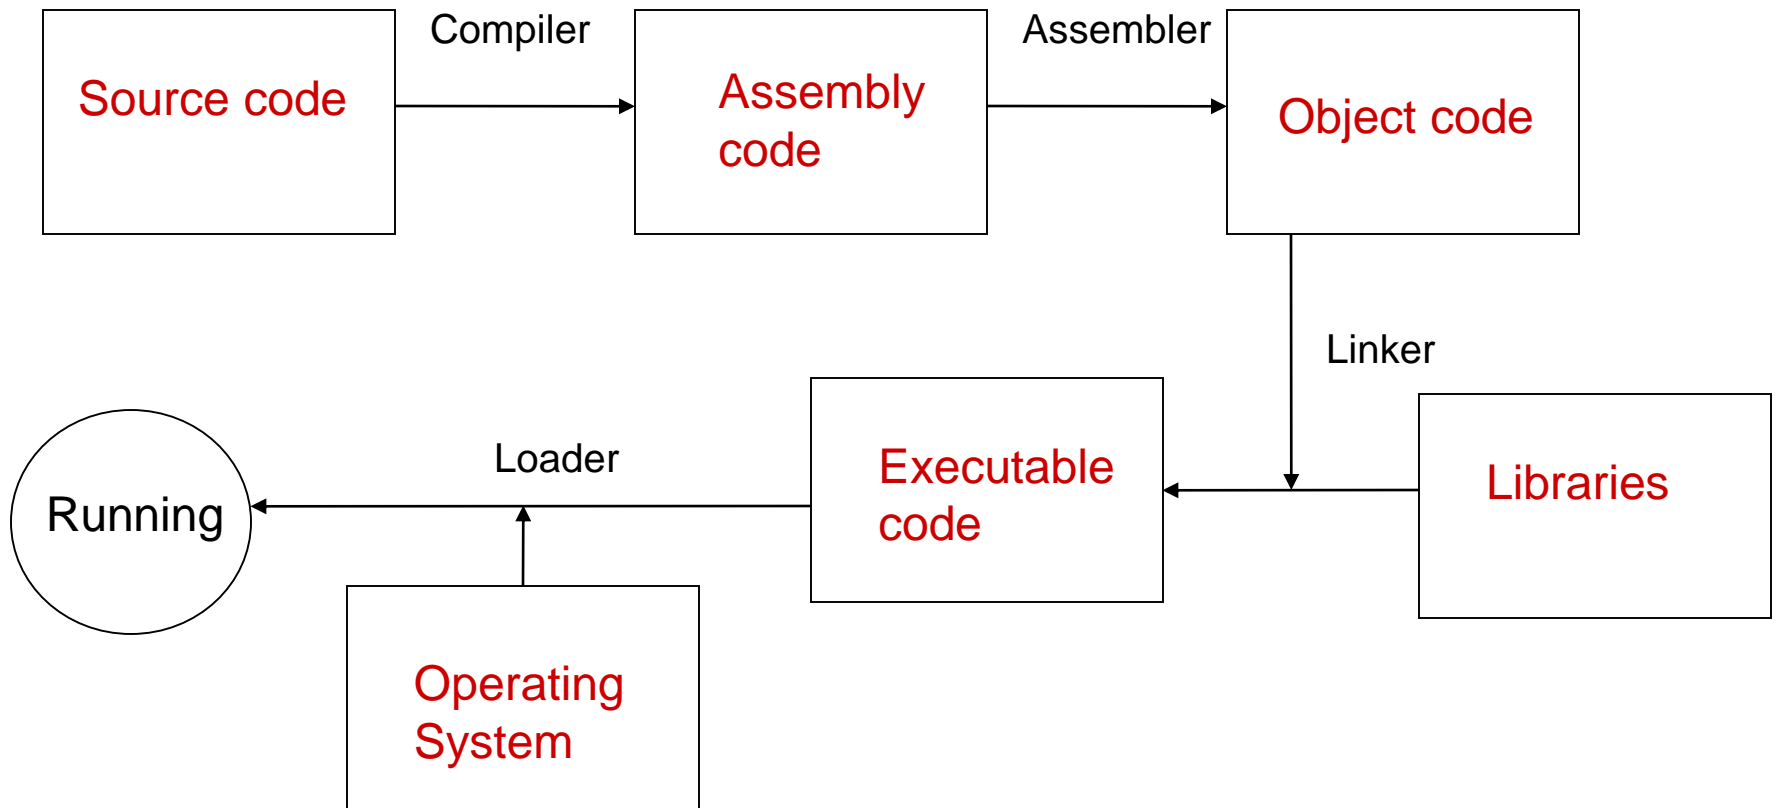 Source code
Compiler
Assembly
code
Assembler
Object code
Linker
Libraries
Executable
code
Loader
Running
Operating
System